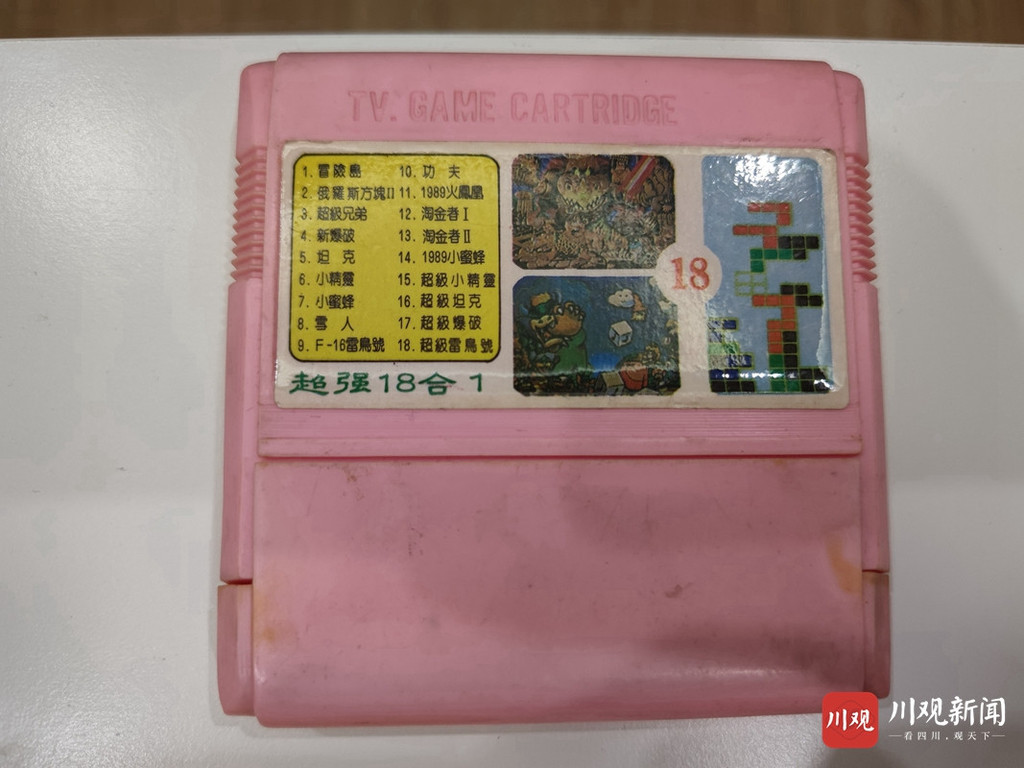 TV. GAME CARTRIDGE
1. 冒險島
2. 俄羅斯方塊II
3. 超級兄弟
4. 新爆破
5. 坦 克
6. 小精靈
7. 小蜜蜂
8. 雪 人
9. F-16雷鳥號
10. 功 夫
11. 1989火鳳凰
12. 淘金者I
13. 淘金者II
14. 1989小蜜蜂
15. 超級小精靈
16. 超級坦克
17. 超級爆破
18. 超級雷鳥號
超强18合1
18
川观
川观新闻
—看四川,观天下—